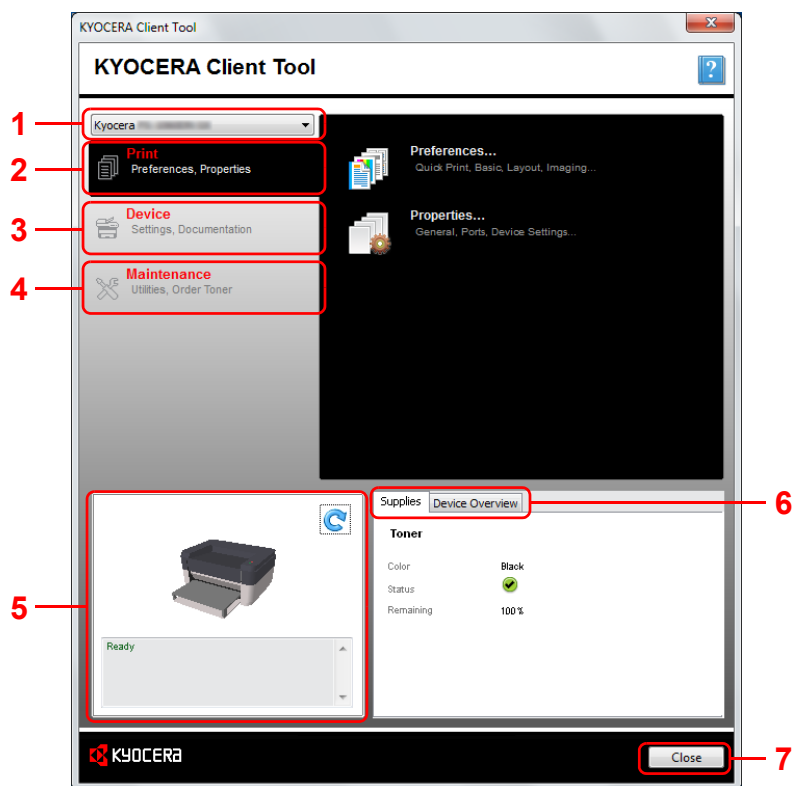 KYOCERA Client Tool
KYOCERA Client Tool
?
1
Kyocera
2
Print
Preferences, Properties
3
Device
Settings, Documentation
4
Maintenance
Utilities, Order Toner
Preferences...
Quick Print, Basic, Layout, Imaging...
Properties...
General, Ports, Device Settings...
5
Ready
Supplies
Device Overview
6
Toner
Color Black
Status
Remaining 100 %
KYOCERA
Close
7